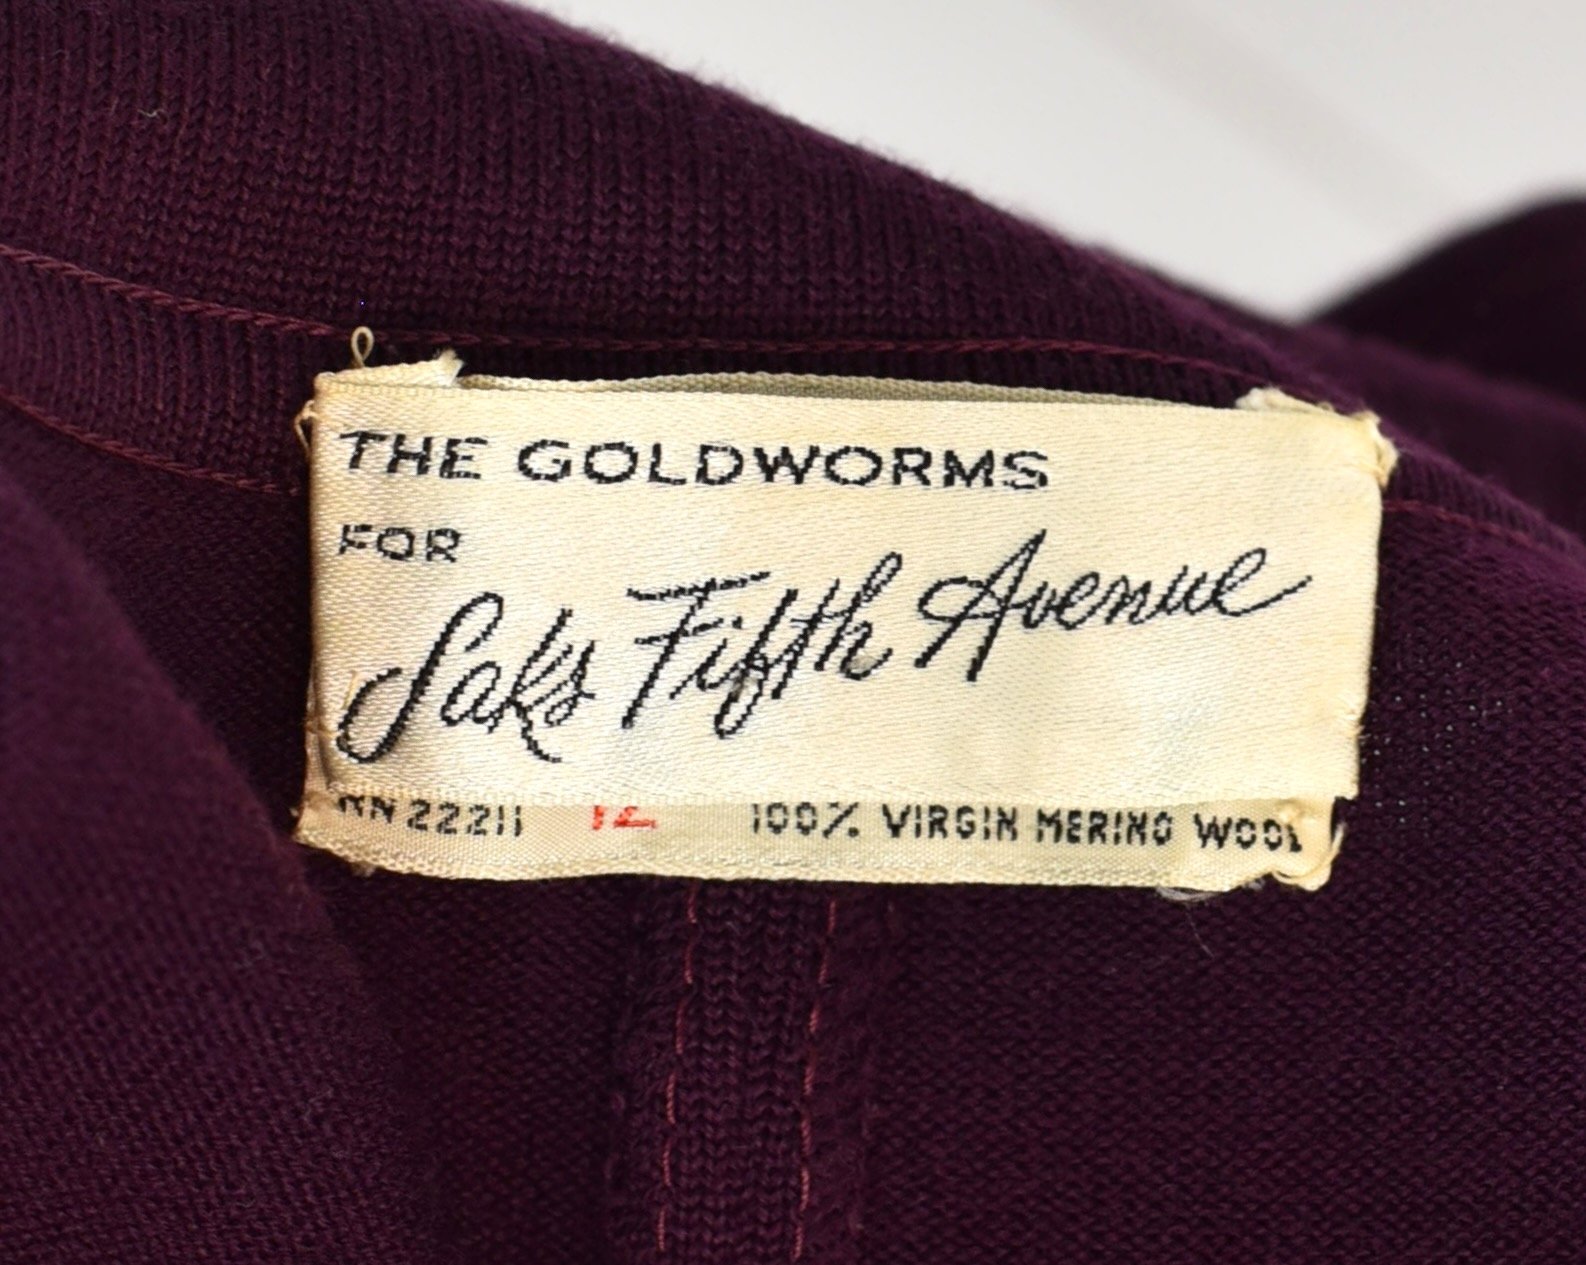 THE GOLDWORMS
FOR
Saks Fifth Avenue
RN 22211 12 100% VIRGIN MERINO WOOL